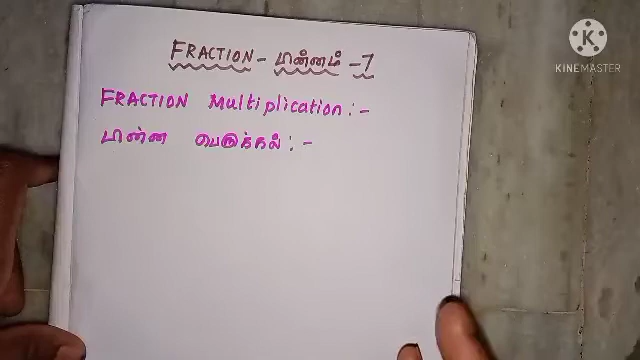 FRACTION - பின்னம் - 7
FRACTION Multiplication : -
பின்ன பெருக்கல் : -
K
KINEMASTER